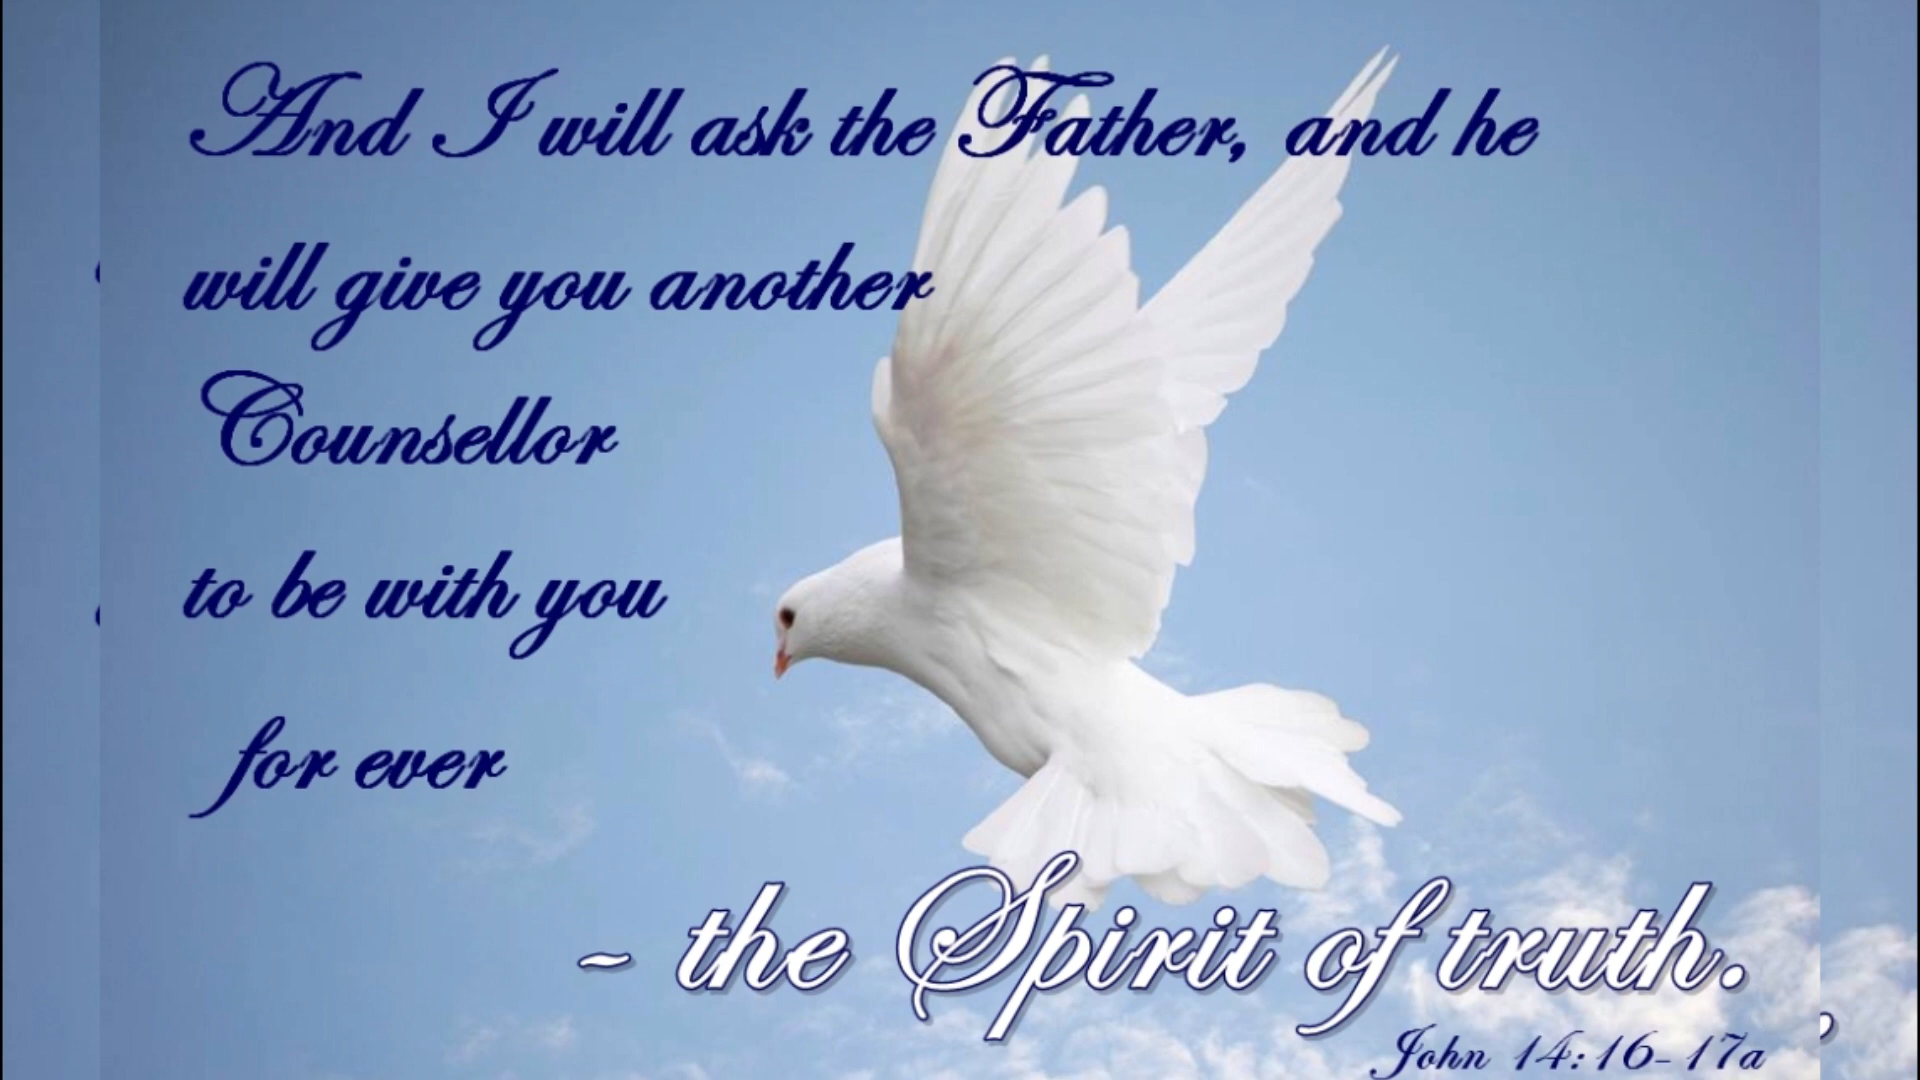 And I will ask the Father, and he
will give you another
Counsellor
to be with you
for ever
~ the Spirit of truth.
John 14:16-17a